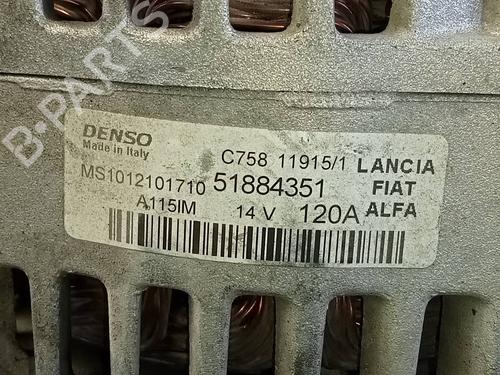 B-PARTS
DENSO
Made in Italy
C758 11915/1 LANCIA
MS1012101710 51884351 FIAT
A115IM 14 V 120A ALFA